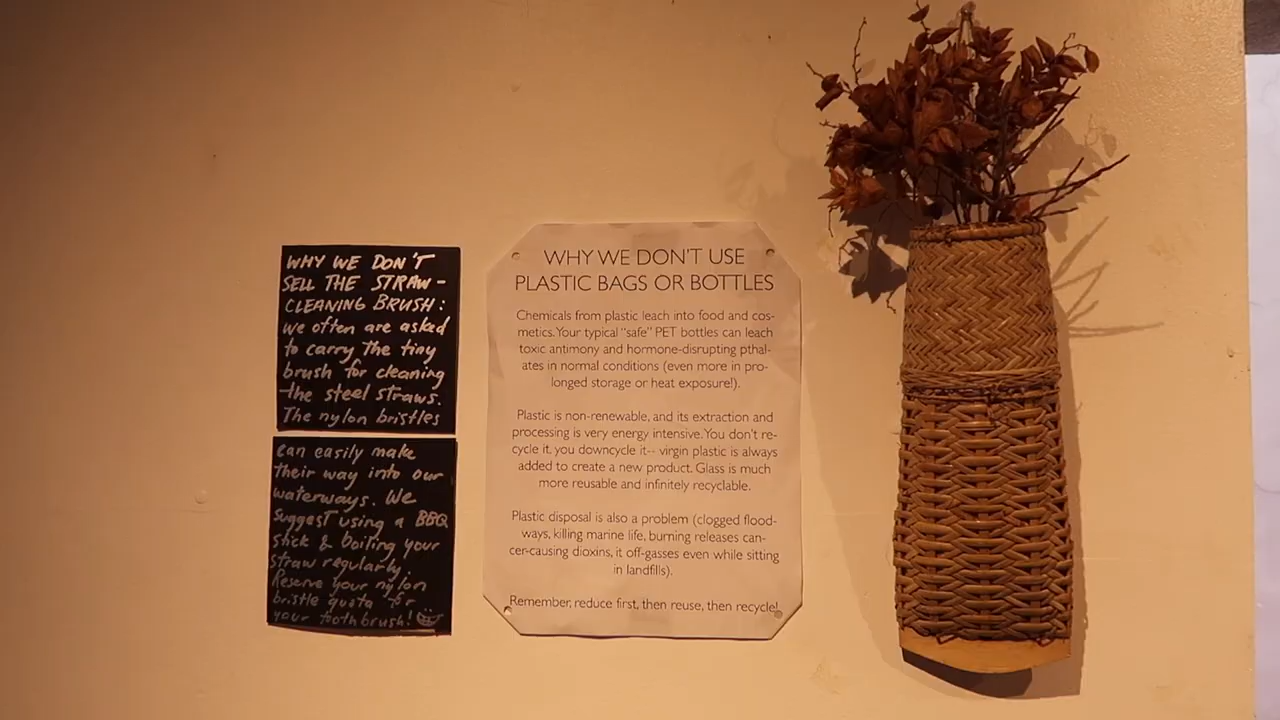 WHY WE DON'T
SELL THE STRAW-
CLEANING BRUSH:
we often are asked
to carry the tiny
brush for cleaning
the steel straws.
The nylon bristles
can easily make
their way into our
waterways. We
suggest using a BBQ
stick & boiling your
straw regularly.
Reserve your nylon
bristle quota for
your toothbrush!
WHY WE DON'T USE
PLASTIC BAGS OR BOTTLES
Chemicals from plastic leach into food and cos-
metics. Your typical "safe" PET bottles can leach
toxic antimony and hormone-disrupting pthal-
ates in normal conditions (even more in pro-
longed storage or heat exposure!).
Plastic is non-renewable, and its extraction and
processing is very energy intensive. You don't re-
cycle it, you downcycle it-- virgin plastic is always
added to create a new product. Glass is much
more reusable and infinitely recyclable.
Plastic disposal is also a problem (clogged flood-
ways, killing marine life, burning releases can-
cer-causing dioxins, it off-gasses even while sitting
in landfills).
Remember, reduce first, then reuse, then recycle!